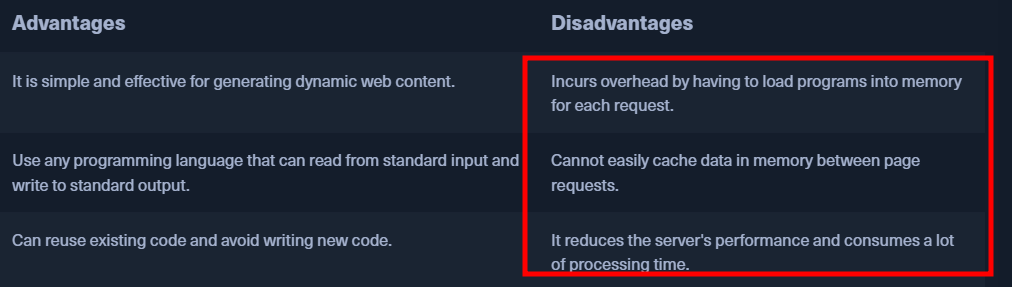 Advantages
Disadvantages
It is simple and effective for generating dynamic web content.
Incurs overhead by having to load programs into memory
for each request.
Use any programming language that can read from standard input and
write to standard output.
Cannot easily cache data in memory between page
requests.
Can reuse existing code and avoid writing new code.
It reduces the server's performance and consumes a lot
of processing time.